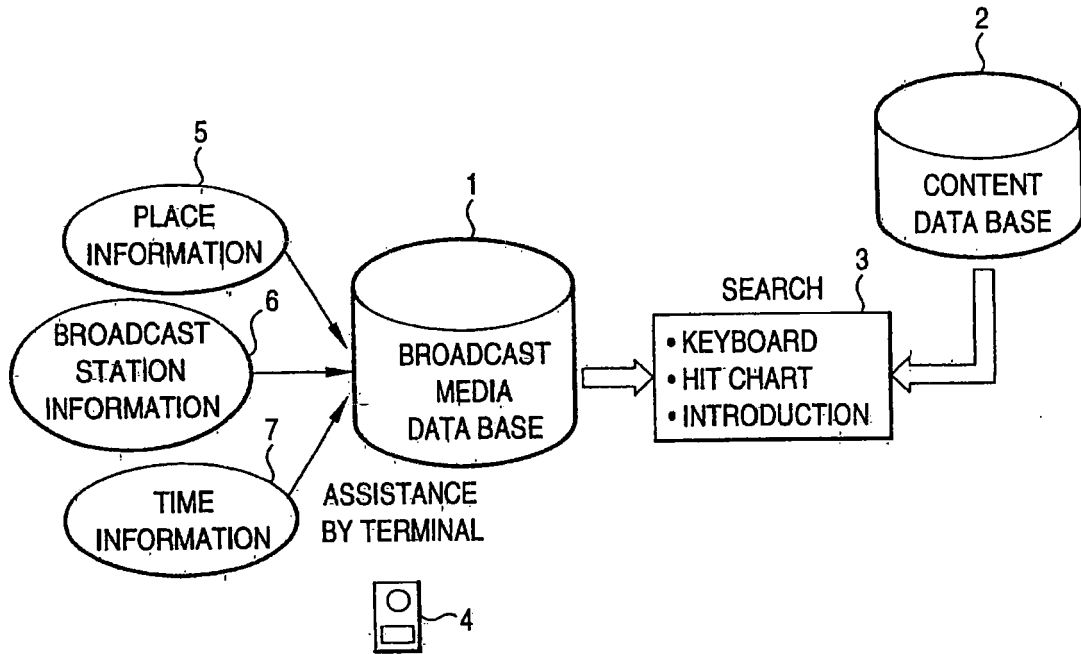 5
PLACE
INFORMATION
6
BROADCAST
STATION
INFORMATION
7
TIME
INFORMATION
1
BROADCAST
MEDIA
DATA BASE
ASSISTANCE
BY TERMINAL
4
2
CONTENT
DATA BASE
SEARCH
3
• KEYBOARD
• HIT CHART
• INTRODUCTION